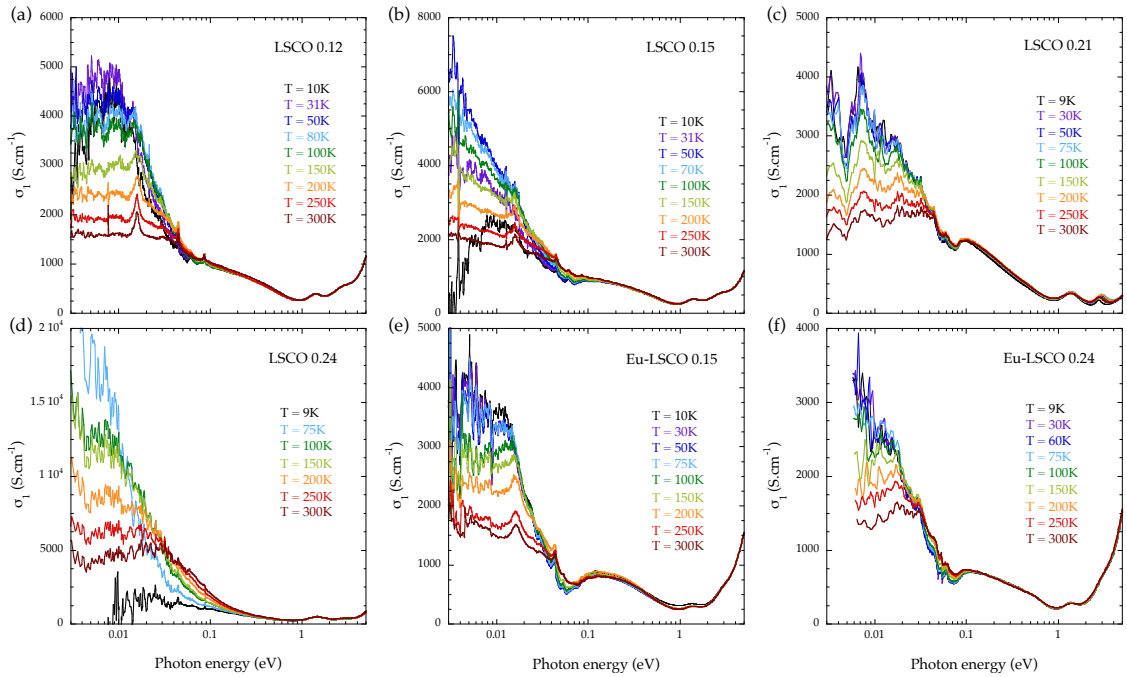 (a)
LSCO 0.12
T = 10K
T = 31K
T = 50K
T = 80K
T = 100K
T = 150K
T = 200K
T = 250K
T = 300K
σ₁ (S.cm⁻¹)
6000
5000
4000
3000
2000
1000
0
(b)
LSCO 0.15
T = 10K
T = 31K
T = 50K
T = 70K
T = 100K
T = 150K
T = 200K
T = 250K
T = 300K
σ₁ (S.cm⁻¹)
8000
6000
4000
2000
0
(c)
LSCO 0.21
T = 9K
T = 30K
T = 50K
T = 75K
T = 100K
T = 150K
T = 200K
T = 250K
T = 300K
σ₁ (S.cm⁻¹)
5000
4000
3000
2000
1000
0
(d)
LSCO 0.24
T = 9K
T = 75K
T = 100K
T = 150K
T = 200K
T = 250K
T = 300K
σ₁ (S.cm⁻¹)
2 10⁴
1.5 10⁴
1 10⁴
5000
0
0.01
0.1
1
Photon energy (eV)
(e)
Eu-LSCO 0.15
T = 10K
T = 30K
T = 50K
T = 75K
T = 100K
T = 150K
T = 200K
T = 250K
T = 300K
σ₁ (S.cm⁻¹)
5000
4000
3000
2000
1000
0
0.01
0.1
1
Photon energy (eV)
(f)
Eu-LSCO 0.24
T = 9K
T = 30K
T = 60K
T = 75K
T = 100K
T = 150K
T = 200K
T = 250K
T = 300K
σ₁ (S.cm⁻¹)
4000
3000
2000
1000
0
0.01
0.1
1
Photon energy (eV)